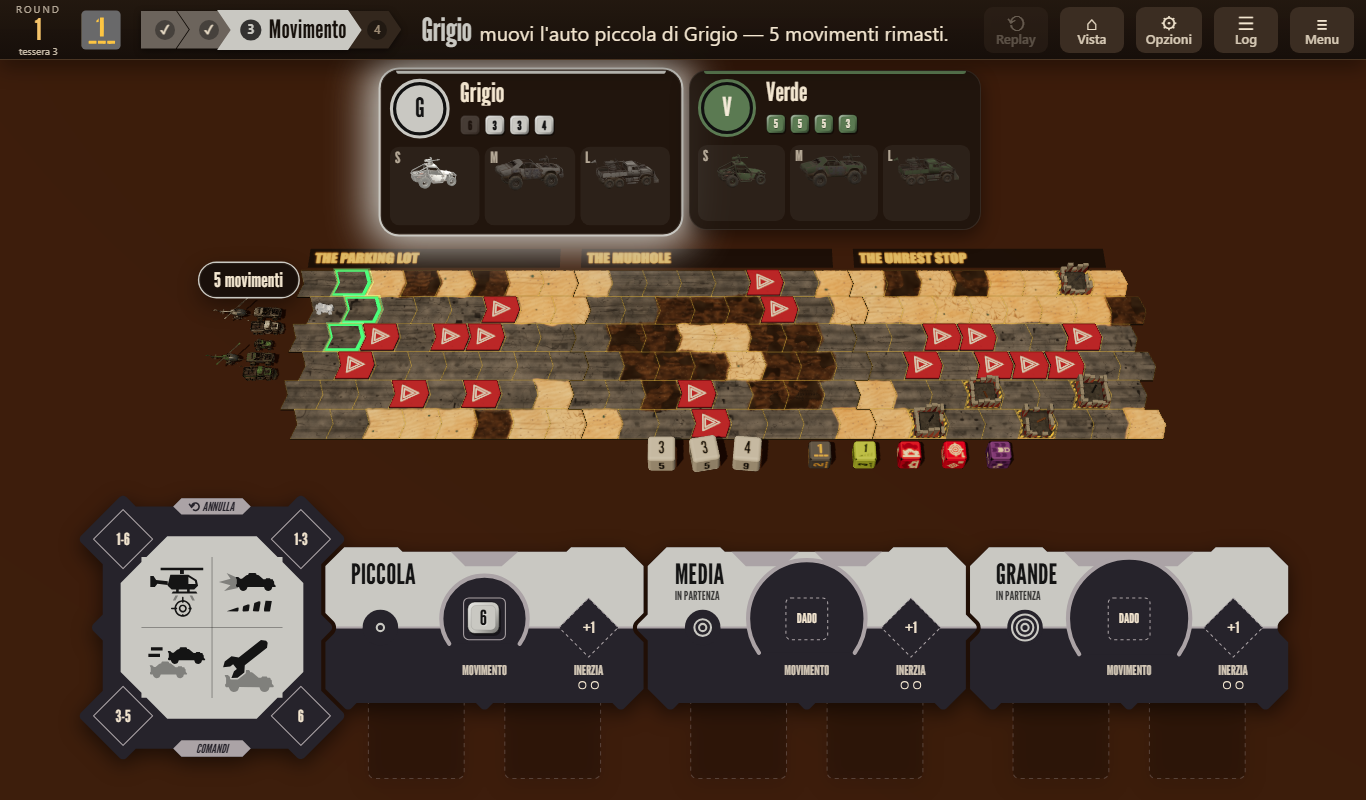 ROUND
1
tessera 3
1
3 Movimento
4
Grigio muovi l'auto piccola di Grigio — 5 movimenti rimasti.
Replay
Vista
Opzioni
Log
Menu
G
Grigio
6 3 3 4
S
M
L
V
Verde
5 5 5 3
S
M
L
THE PARKING LOT
THE MUDHOLE
THE UNREST STOP
5 movimenti
3 3 4
5 5 9
1
1
ANNULLA
1-6
1-3
3-5
6
COMANDI
PICCOLA
6
+1
MOVIMENTO
INERZIA
MEDIA
IN PARTENZA
DADO
+1
MOVIMENTO
INERZIA
GRANDE
IN PARTENZA
DADO
+1
MOVIMENTO
INERZIA